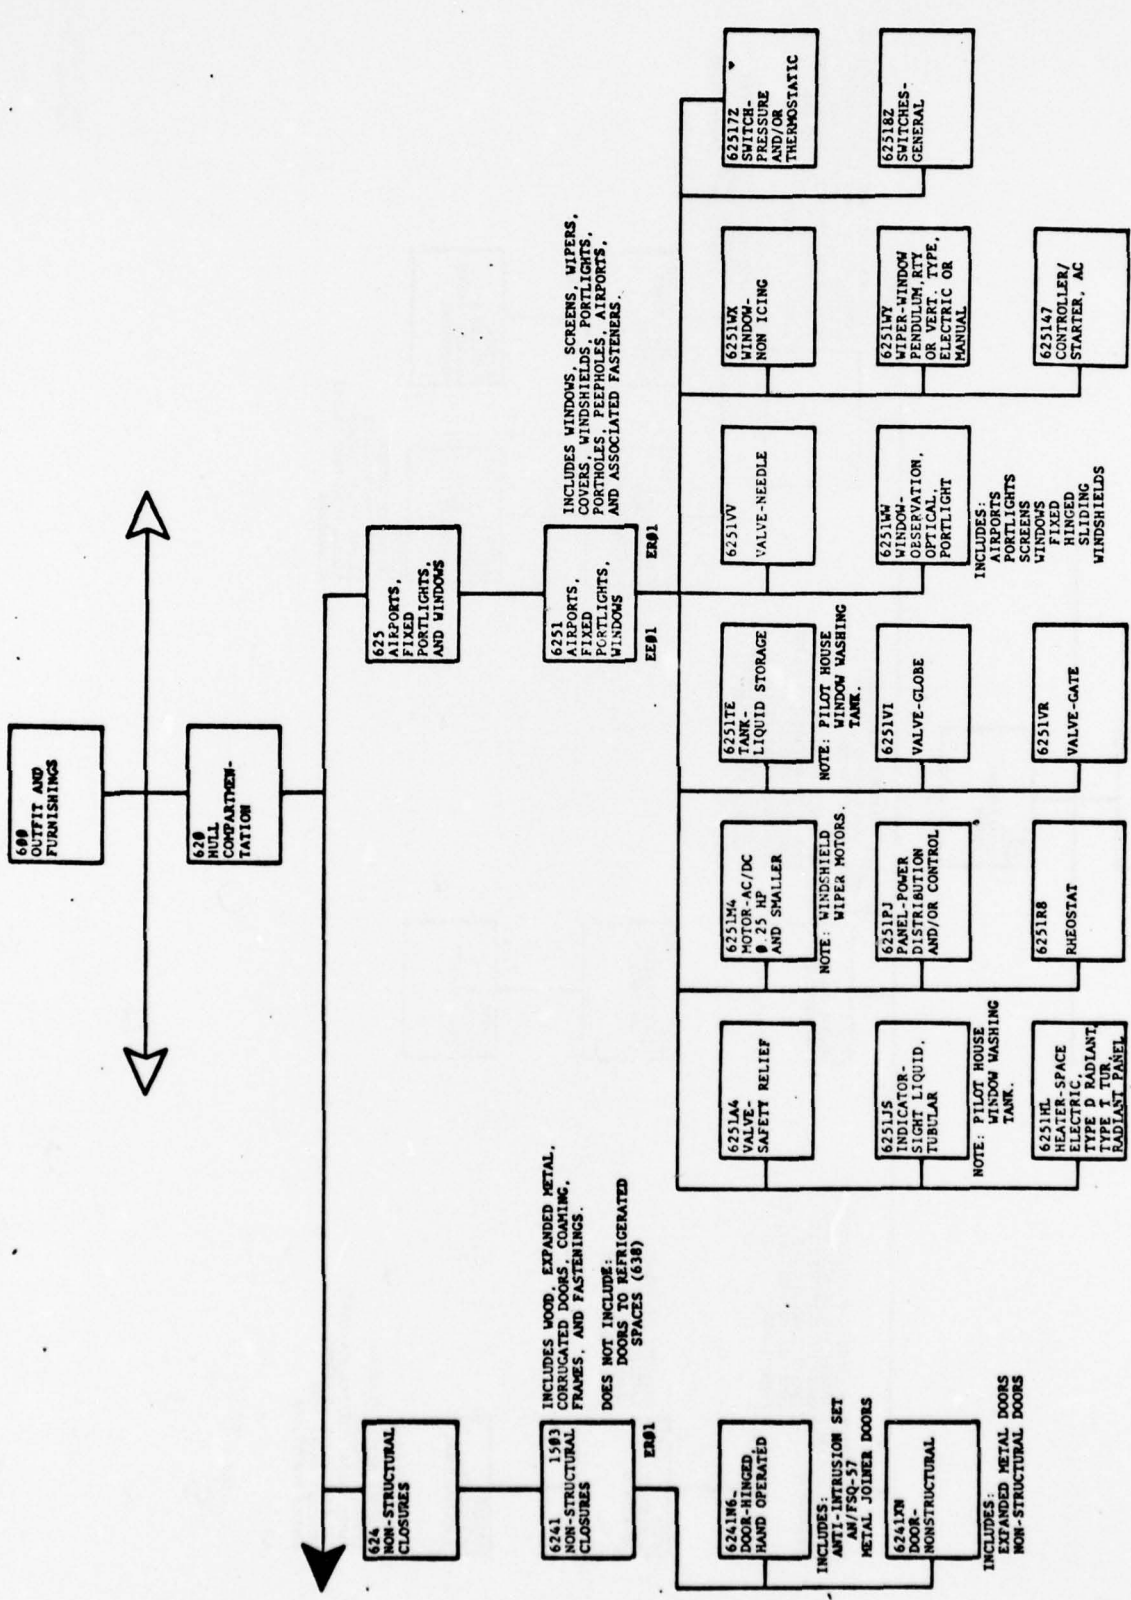 600
OUTFIT AND
FURNISHINGS
620
HULL
COMPARTMEN-
TATION
624
NON-STRUCTURAL
CLOSURES
625
AIRPORTS,
FIXED
PORTLIGHTS,
AND WINDOWS
6241 1503
NON-STRUCTURAL
CLOSURES
ER01
INCLUDES WOOD, EXPANDED METAL,
CORRUGATED DOORS, COAMING,
FRAMES, AND FASTENINGS.
DOES NOT INCLUDE:
DOORS TO REFRIGERATED
SPACES (638)
6251
AIRPORTS,
FIXED
PORTLIGHTS,
WINDOWS
EE01 ER01
INCLUDES WINDOWS, SCREENS, WIPERS,
COVERS, WINDSHIELDS, PORTLIGHTS,
PORTHOLES, PEEPHOLES, AIRPORTS,
AND ASSOCIATED FASTENERS.
6241N6
DOOR-HINGED
HAND OPERATED
INCLUDES:
ANTI-INTRUSION SET
AN/FSQ-57
METAL JOINER DOORS
6241XN
DOOR-
NONSTRUCTURAL
INCLUDES:
EXPANDED METAL DOORS
NON-STRUCTURAL DOORS
6251A4
VALVE-
SAFETY RELIEF
6251JS
INDICATOR-
SIGHT LIQUID,
TUBULAR
NOTE: PILOT HOUSE
WINDOW WASHING
TANK.
6251HL
HEATER-SPACE
ELECTRIC,
TYPE D RADIANT,
TYPE T TUR,
RADIANT PANEL
6251M4
MOTOR-AC/DC
0.25 HP
AND SMALLER
NOTE: WINDSHIELD
WIPER MOTORS.
6251PJ
PANEL-POWER
DISTRIBUTION
AND/OR CONTROL
6251R8
RHEOSTAT
6251TE
TANK-
LIQUID STORAGE
NOTE: PILOT HOUSE
WINDOW WASHING
TANK.
6251VI
VALVE-GLOBE
6251VR
VALVE-GATE
6251VV
VALVE-NEEDLE
6251WW
WINDOW-
OBSERVATION,
OPTICAL,
PORTLIGHT
INCLUDES:
AIRPORTS
PORTLIGHTS
SCREENS
WINDOWS
FIXED
HINGED
SLIDING
WINDSHIELDS
6251WX
WINDOW-
NON ICING
6251WY
WIPER-WINDOW
PENDULUM,RTY
OR VERT. TYPE,
ELECTRIC OR
MANUAL
625147
CONTROLLER/
STARTER, AC
62517Z
SWITCH-
PRESSURE
AND/OR
THERMOSTATIC
62518Z
SWITCHES-
GENERAL